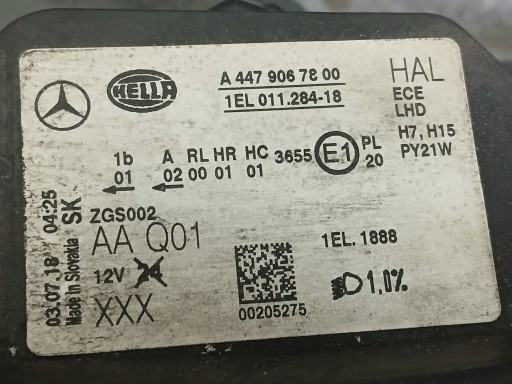 HELLA
A 447 906 78 00
1EL 011.284-18
HAL
ECE
LHD
H7, H15
PY21W
1b A RL HR HC
01 02 00 01 01 3655 E1 PL
20
ZGS002
AA Q01
12V 24
XXX
1EL. 1888
1,0%
00205275
03.07.18 04:25
Made in Slovakia SK